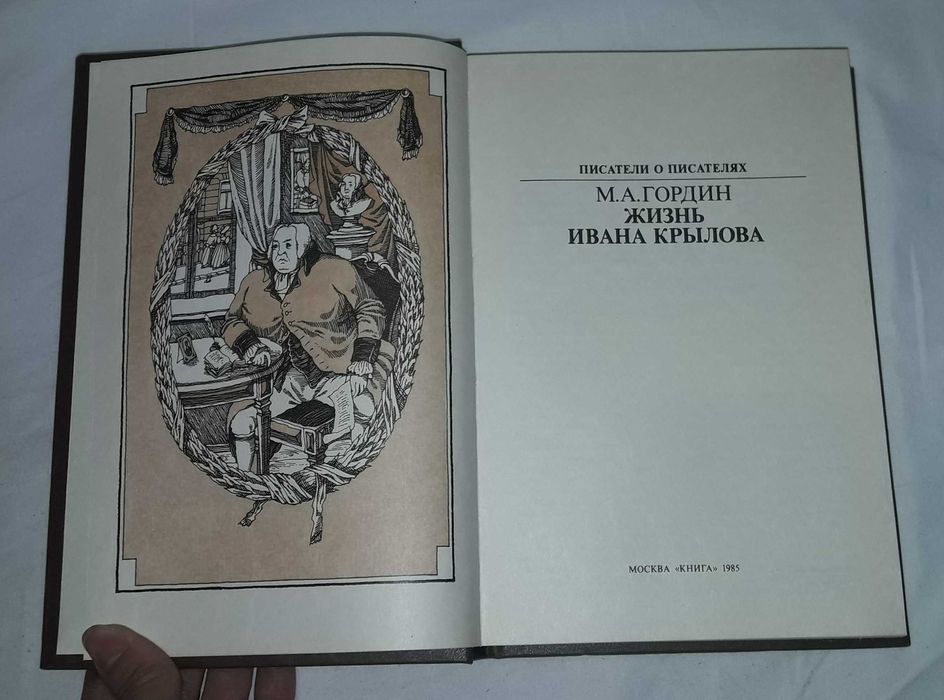 ПИСАТЕЛИ О ПИСАТЕЛЯХ
М.А.ГОРДИН
ЖИЗНЬ
ИВАНА КРЫЛОВА
МОСКВА «КНИГА» 1985